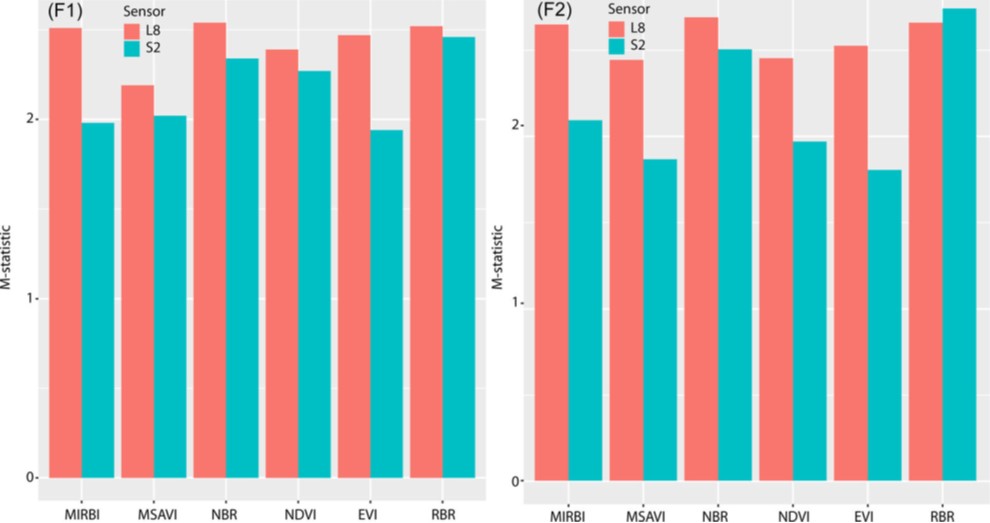 (F1)
Sensor
L8
S2
M-statistic
2
1
0
MIRBI MSAVI NBR NDVI EVI RBR
(F2)
Sensor
L8
S2
M-statistic
2
1
0
MIRBI MSAVI NBR NDVI EVI RBR